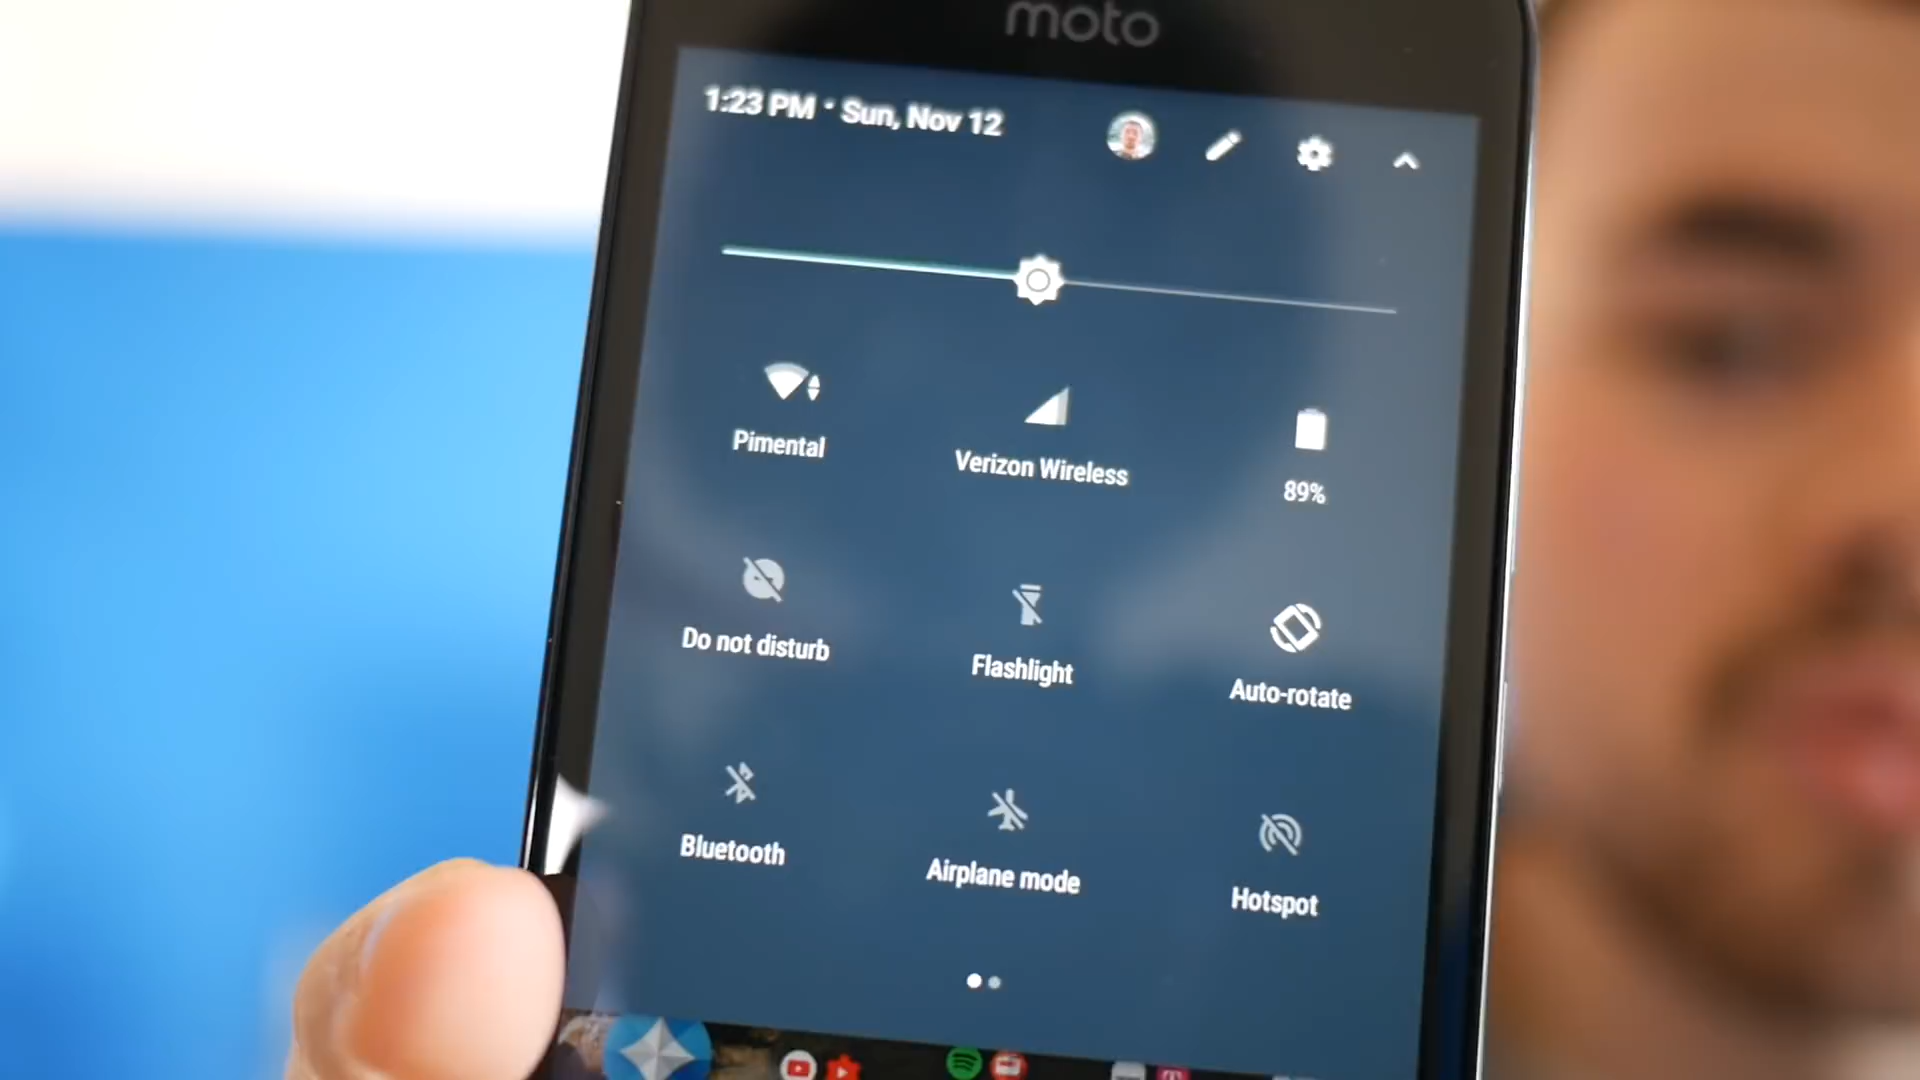 moto
1:23 PM · Sun, Nov 12
Pimental
Verizon Wireless
89%
Do not disturb
Flashlight
Auto-rotate
Bluetooth
Airplane mode
Hotspot